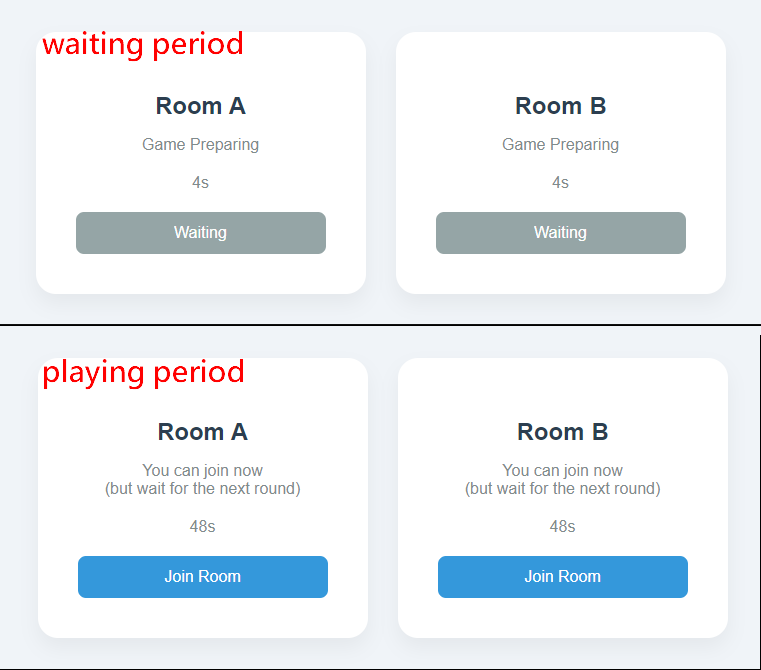 waiting period
Room A
Game Preparing
4s
Waiting
Room B
Game Preparing
4s
Waiting
playing period
Room A
You can join now
(but wait for the next round)
48s
Join Room
Room B
You can join now
(but wait for the next round)
48s
Join Room